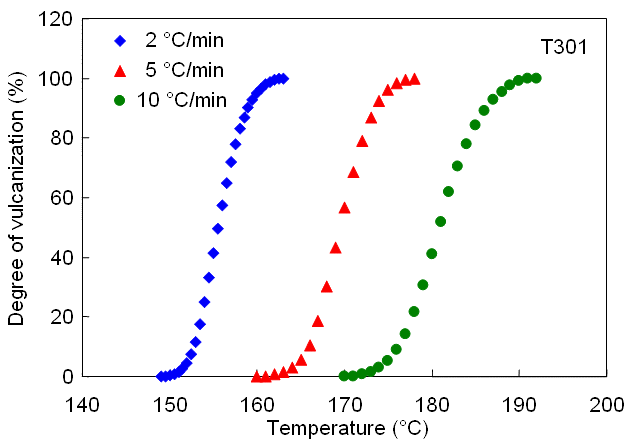 120
100
80
60
40
20
0
Degree of vulcanization (%)
2 °C/min
5 °C/min
10 °C/min
T301
140 150 160 170 180 190 200
Temperature (°C)